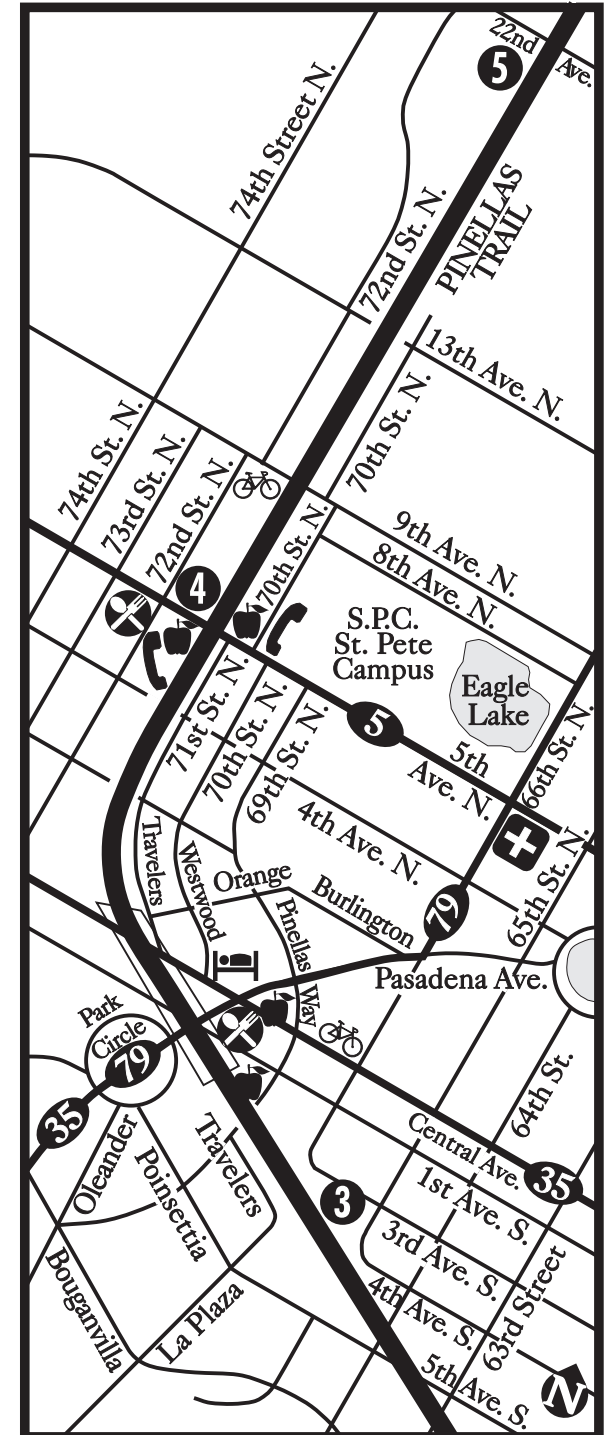 22nd
Ave.
5
74th Street N.
PINELLAS
TRAIL
72nd St. N.
13th Ave. N.
70th St. N.
74th St. N.
73rd St. N.
72nd St. N.
9th Ave. N.
8th Ave. N.
70th St. N.
4
S.P.C.
St. Pete
Campus
Eagle
Lake
5
5th
Ave. N.
66th St. N.
71st St. N.
70th St. N.
69th St. N.
4th Ave. N.
65th St. N.
79
Travelers
Westwood
Orange
Burlington
Pinellas
Way
Pasadena Ave.
Park
Circle
79
35
64th St.
Central Ave.
35
Oleander
Poinsettia
Travelers
3
1st Ave. S.
3rd Ave. S.
4th Ave. S.
5th Ave. S.
63rd Street
Bouganvilla
La Plaza
N